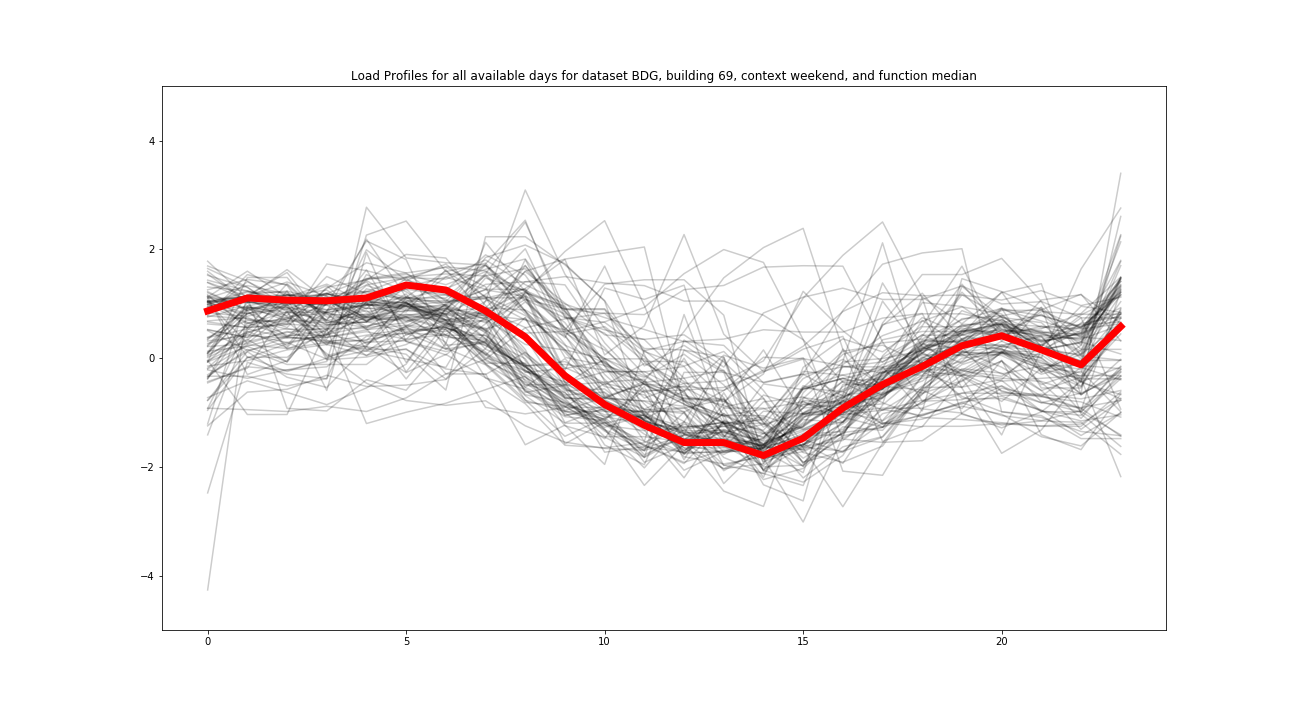 Load Profiles for all available days for dataset BDG, building 69, context weekend, and function median
4
2
0
−2
−4
0 5 10 15 20